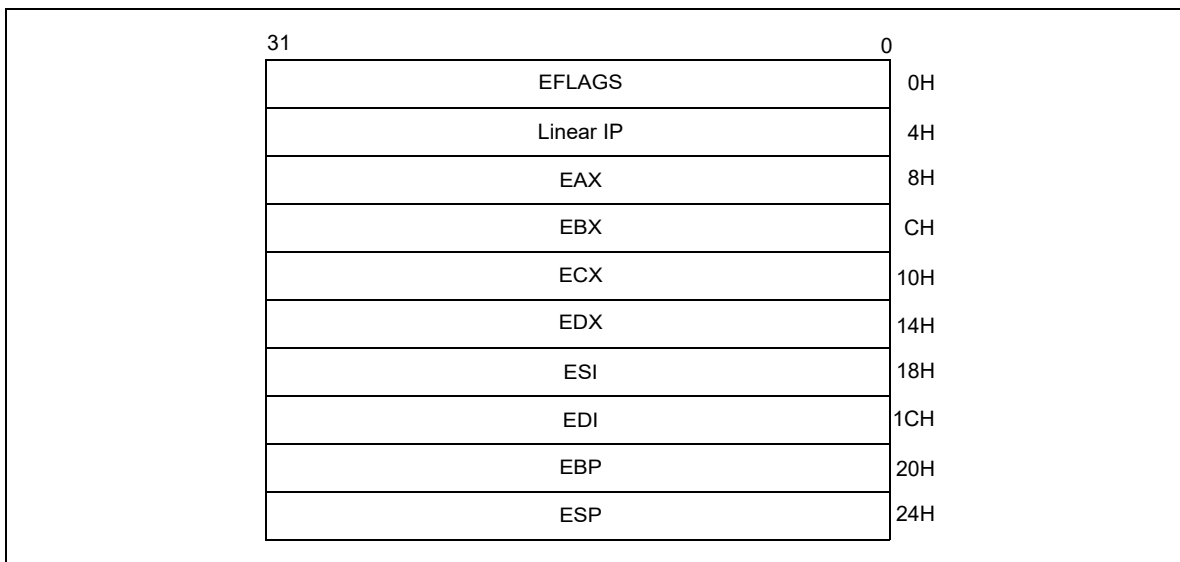 31 0
EFLAGS 0H
Linear IP 4H
EAX 8H
EBX CH
ECX 10H
EDX 14H
ESI 18H
EDI 1CH
EBP 20H
ESP 24H